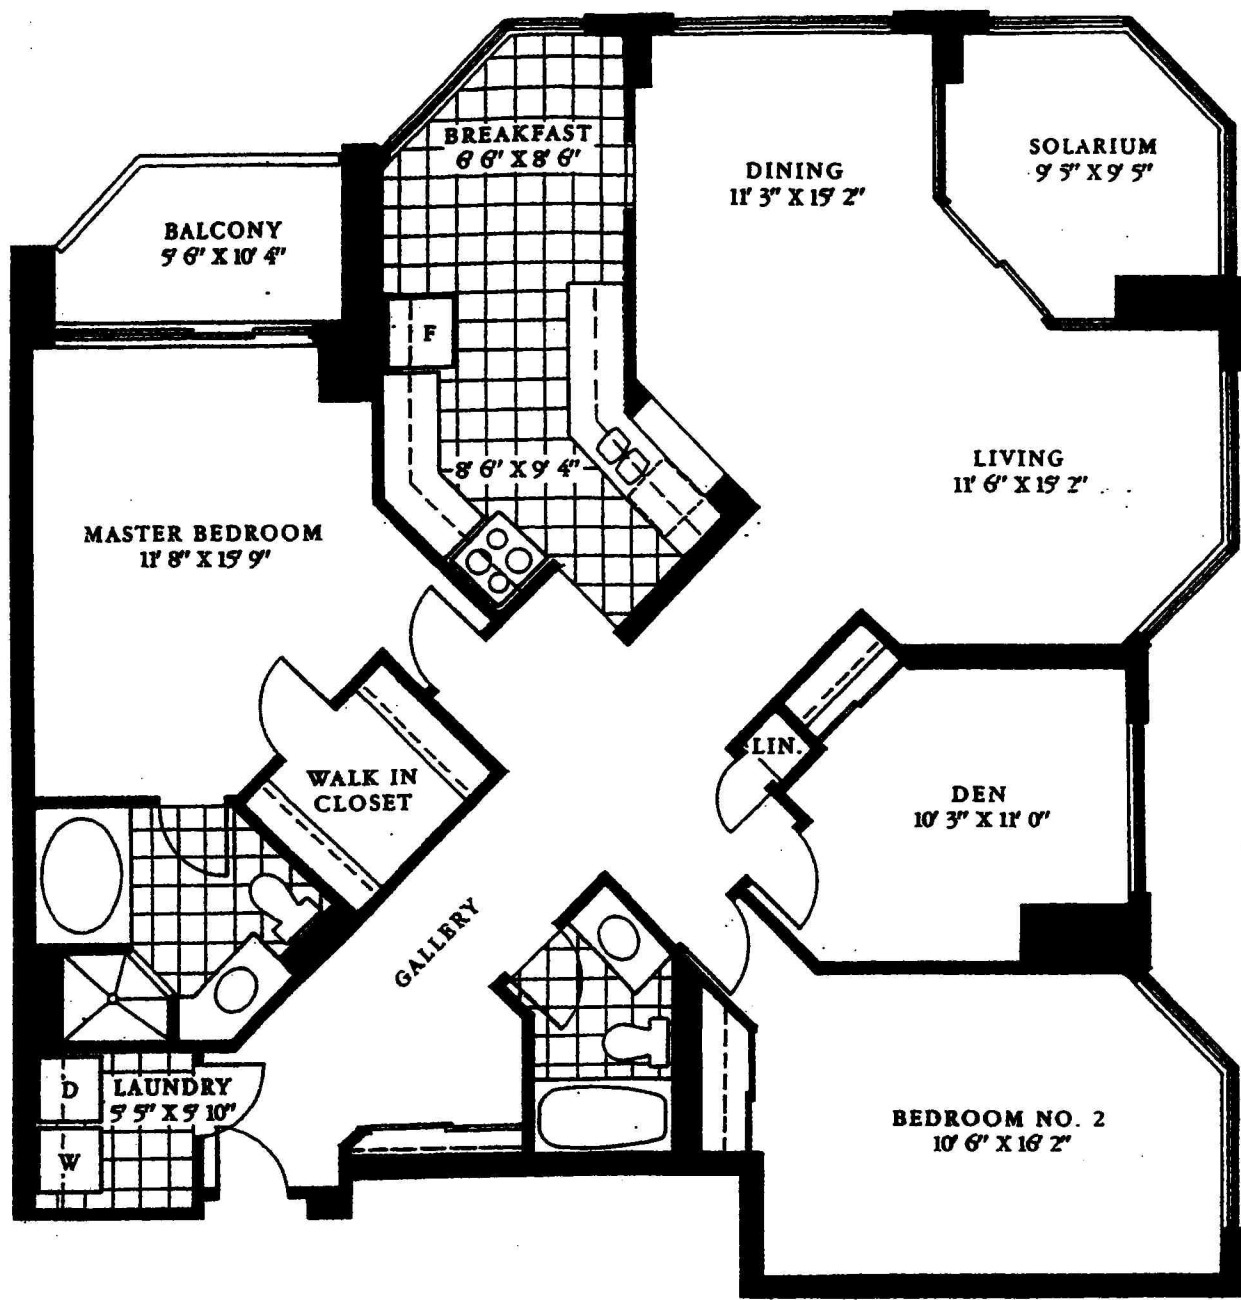 BREAKFAST
6' 6" X 8' 6"
DINING
11' 3" X 15' 2"
SOLARIUM
9' 5" X 9' 5"
BALCONY
5' 6" X 10' 4"
F
8' 6" X 9' 4"
LIVING
11' 6" X 15' 2"
MASTER BEDROOM
11' 8" X 15' 9"
LIN.
WALK IN
CLOSET
DEN
10' 3" X 11' 0"
GALLERY
D
LAUNDRY
5' 5" X 5' 10"
W
BEDROOM NO. 2
10' 6" X 16' 2"